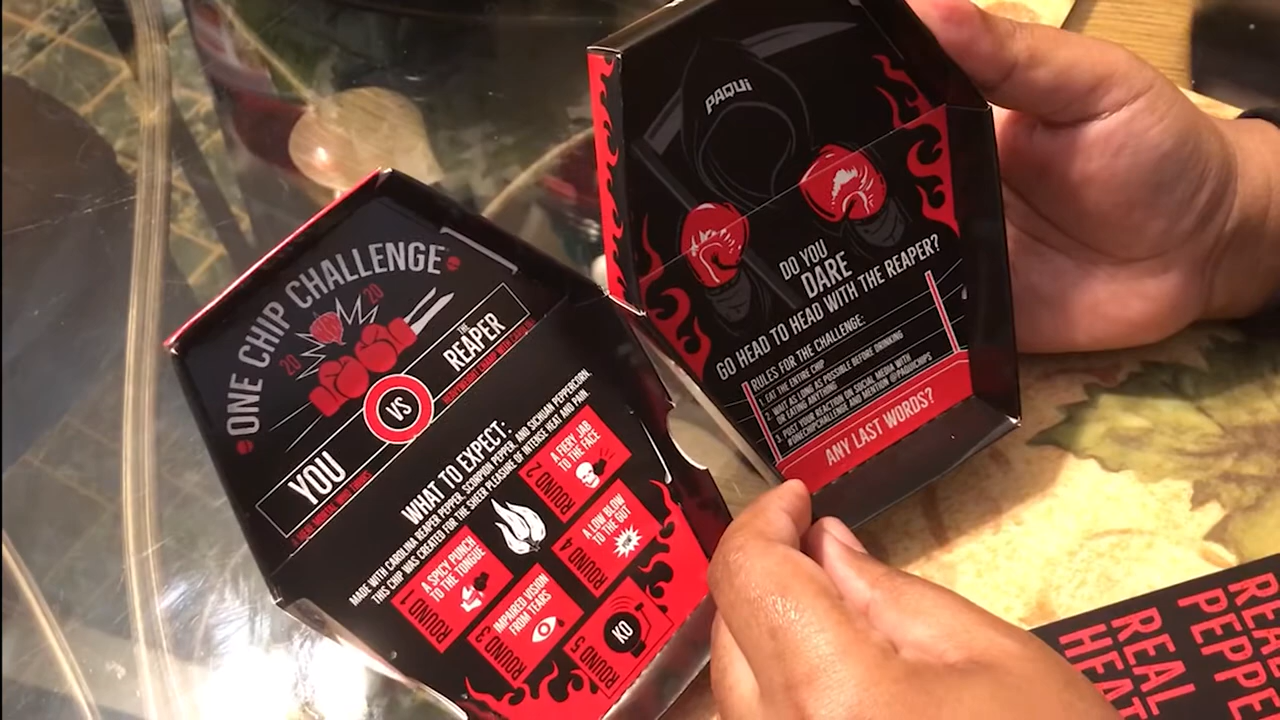 ONE CHIP CHALLENGE
20 20
YOU
VS
THE
REAPER
WHAT TO EXPECT:
MADE WITH CAROLINA REAPER PEPPER, SCORPION PEPPER, AND SICHUAN PEPPERCORN,
THIS CHIP WAS CREATED FOR THE SHEER PLEASURE OF INTENSE HEAT AND PAIN.
ROUND 1
A SPICY PUNCH
TO THE TONGUE
ROUND 2
A FIERY JAB
TO THE FACE
ROUND 3
IMPAIRED VISION
FROM TEARS
ROUND 4
A LOW BLOW
TO THE GUT
ROUND 5
KO
PAQUI
DO YOU
DARE
GO HEAD TO HEAD WITH THE REAPER?
RULES FOR THE CHALLENGE:
1. EAT THE ENTIRE CHIP
2. WAIT AS LONG AS POSSIBLE BEFORE DRINKING
OR EATING ANYTHING
3. POST YOUR REACTION ON SOCIAL MEDIA WITH
#ONECHIPCHALLENGE AND MENTION @PAQUICHIPS
ANY LAST WORDS?
REAL
PEPPE
REAL
HEAT